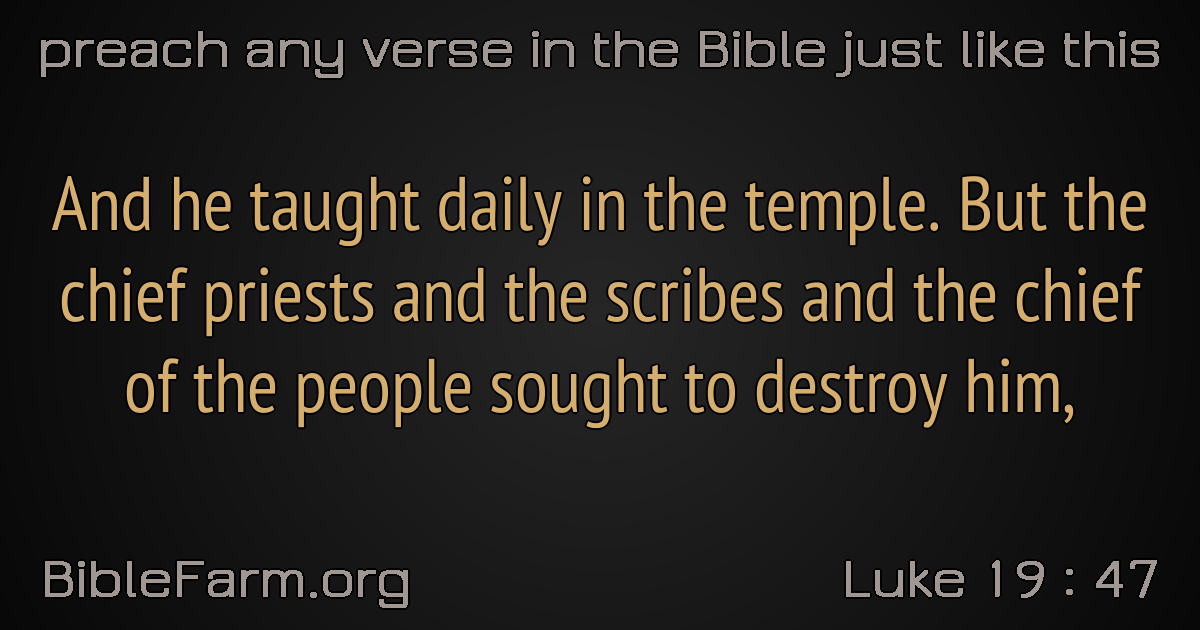 preach any verse in the Bible just like this
And he taught daily in the temple. But the
chief priests and the scribes and the chief
of the people sought to destroy him,
BibleFarm.org
Luke 19 : 47